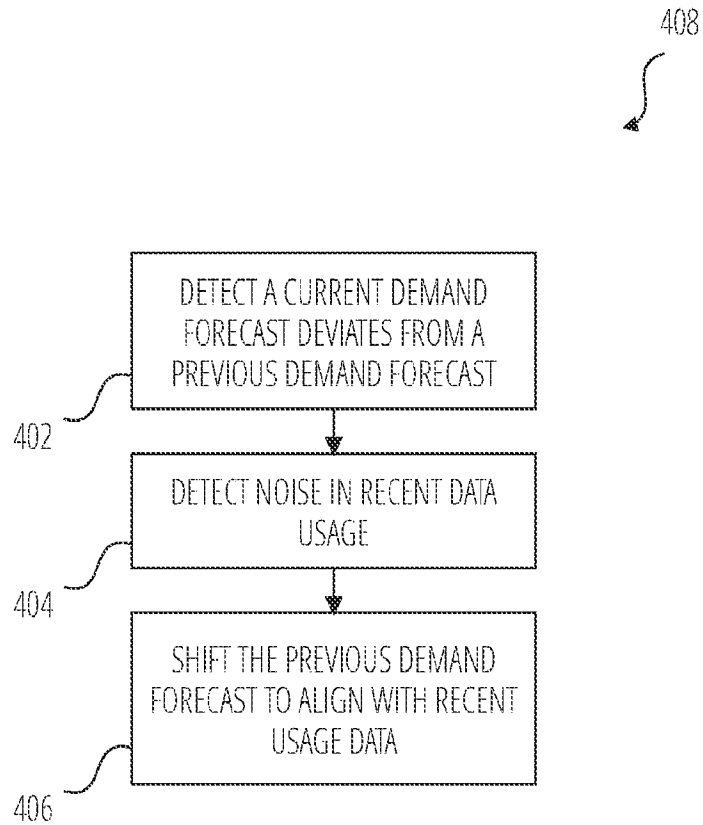 408
DETECT A CURRENT DEMAND
FORECAST DEVIATES FROM A
PREVIOUS DEMAND FORECAST
402
DETECT NOISE IN RECENT DATA
USAGE
404
SHIFT THE PREVIOUS DEMAND
FORECAST TO ALIGN WITH RECENT
USAGE DATA
406